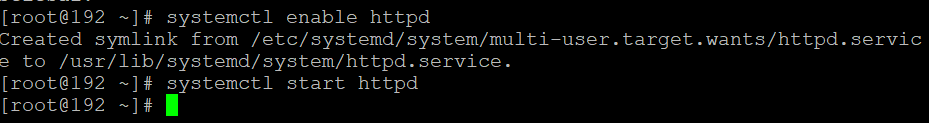 [root@192 ~]# systemctl enable httpd
Created symlink from /etc/systemd/system/multi-user.target.wants/httpd.servic
e to /usr/lib/systemd/system/httpd.service.
[root@192 ~]# systemctl start httpd
[root@192 ~]#